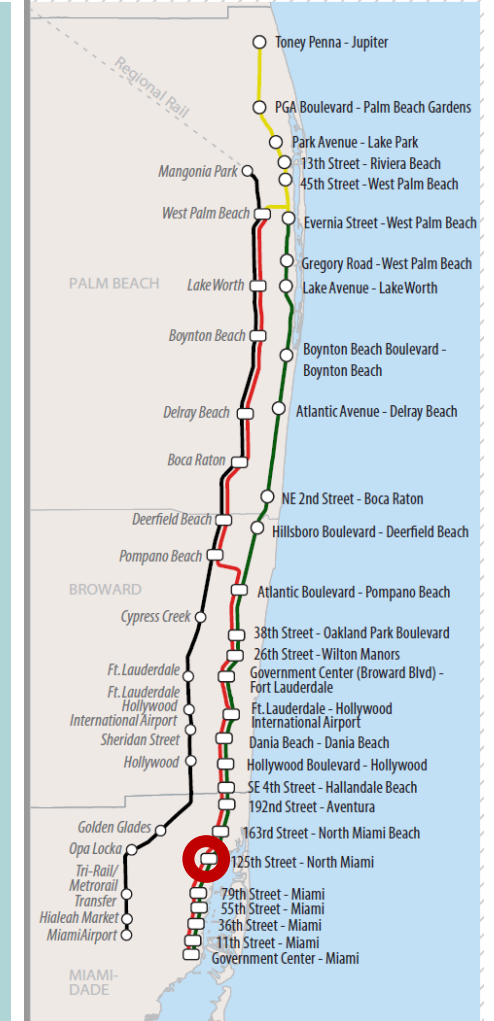 Toney Penna - Jupiter
Regional Rail
PGA Boulevard - Palm Beach Gardens
Park Avenue - Lake Park
13th Street - Riviera Beach
Mangonia Park
45th Street - West Palm Beach
West Palm Beach
Evernia Street - West Palm Beach
Gregory Road - West Palm Beach
PALM BEACH
Lake Worth
Lake Avenue - Lake Worth
Boynton Beach
Boynton Beach Boulevard -
Boynton Beach
Delray Beach
Atlantic Avenue - Delray Beach
Boca Raton
NE 2nd Street - Boca Raton
Deerfield Beach
Hillsboro Boulevard - Deerfield Beach
Pompano Beach
BROWARD
Atlantic Boulevard - Pompano Beach
Cypress Creek
38th Street - Oakland Park Boulevard
26th Street - Wilton Manors
Ft. Lauderdale
Government Center (Broward Blvd) -
Fort Lauderdale
Ft. Lauderdale
Hollywood
International Airport
Ft. Lauderdale - Hollywood
International Airport
Sheridan Street
Dania Beach - Dania Beach
Hollywood
Hollywood Boulevard - Hollywood
SE 4th Street - Hallandale Beach
192nd Street - Aventura
Golden Glades
163rd Street - North Miami Beach
Opa Locka
125th Street - North Miami
Tri-Rail/
Metrorail
Transfer
79th Street - Miami
55th Street - Miami
Hialeah Market
36th Street - Miami
Miami Airport
11th Street - Miami
Government Center - Miami
MIAMI-
DADE